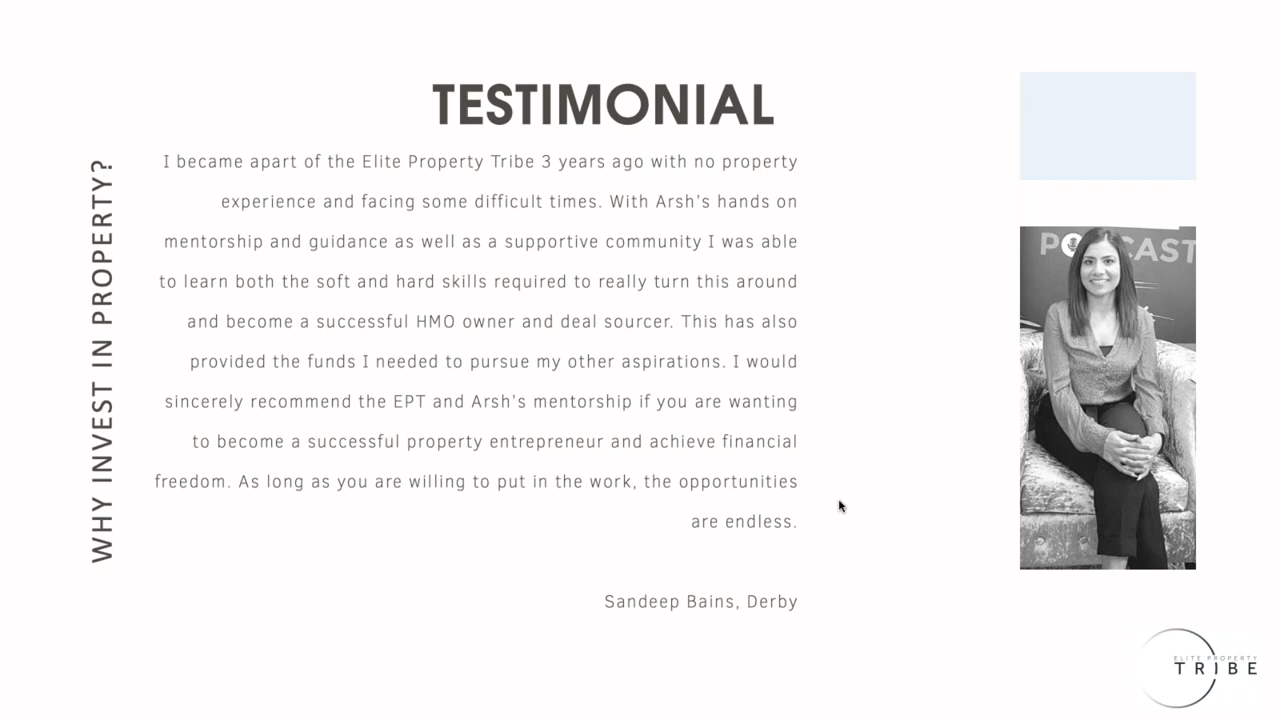 TESTIMONIAL
WHY INVEST IN PROPERTY?
I became apart of the Elite Property Tribe 3 years ago with no property
experience and facing some difficult times. With Arsh's hands on
mentorship and guidance as well as a supportive community I was able
to learn both the soft and hard skills required to really turn this around
and become a successful HMO owner and deal sourcer. This has also
provided the funds I needed to pursue my other aspirations. I would
sincerely recommend the EPT and Arsh's mentorship if you are wanting
to become a successful property entrepreneur and achieve financial
freedom. As long as you are willing to put in the work, the opportunities
are endless.
Sandeep Bains, Derby
PODCAST
ELITE PROPERTY
TRIBE